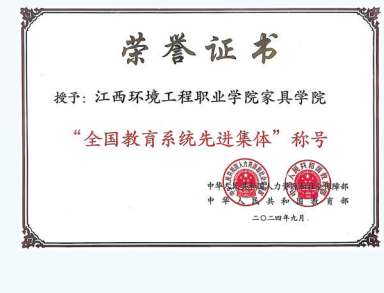 荣誉证书
授予：江西环境工程职业学院家具学院
“全国教育系统先进集体”称号
中华人民共和国人力资源和社会保障部
中华人民共和国教育部
二〇二四年九月